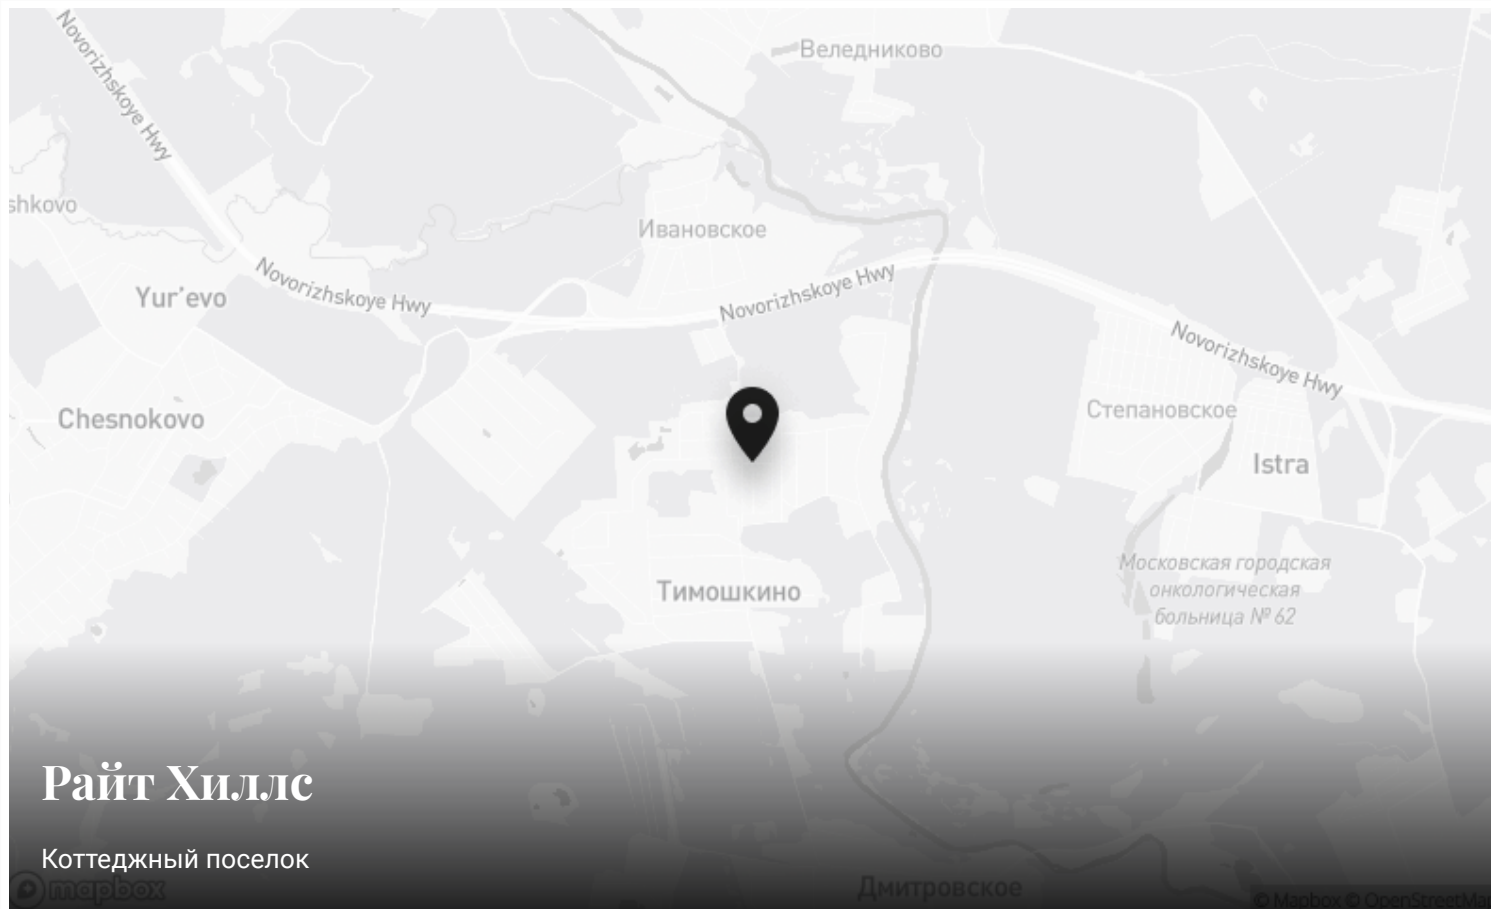 Novorizhskoye Hwy
Веледниково
shkovo
Ивановское
Novorizhskoye Hwy
Novorizhskoye Hwy
Yur'evo
Novorizhskoye Hwy
Chesnokovo
Степановское
Istra
Московская городская
онкологическая
больница № 62
Тимошкино
Райт Хиллс
Коттеджный поселок
mapbox
Дмитровское
© Mapbox © OpenStreetMap